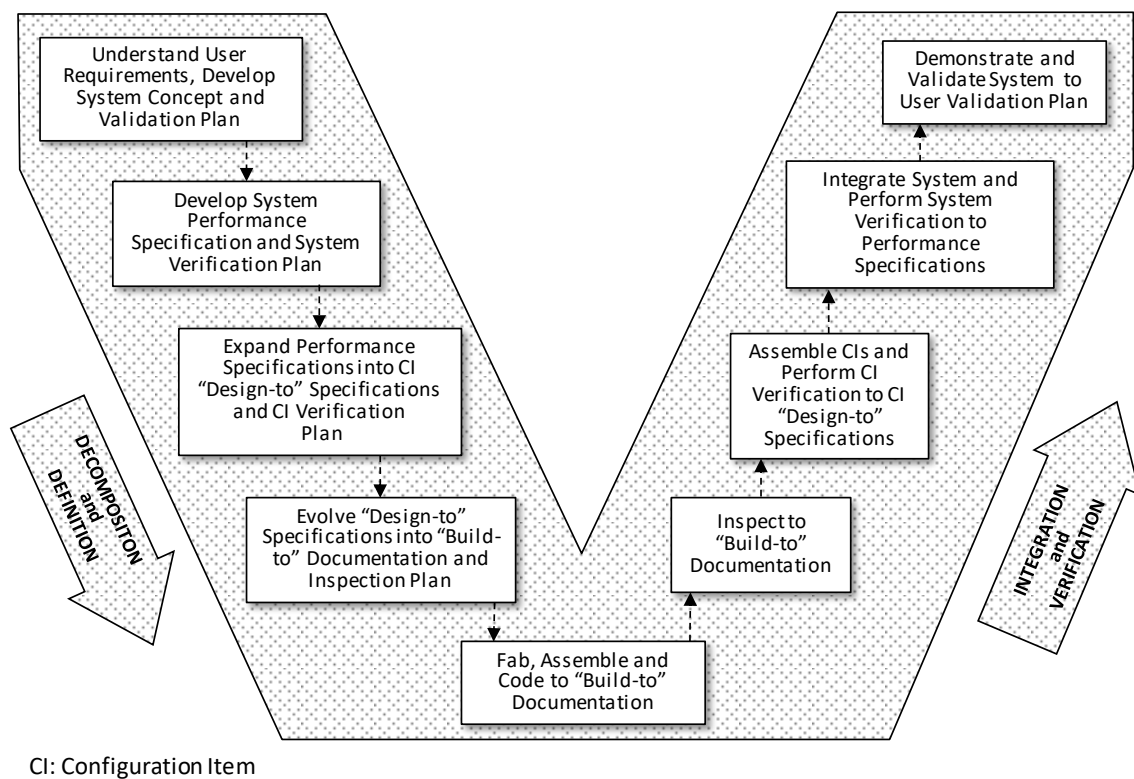 Understand User
Requirements, Develop
System Concept and
Validation Plan
Develop System
Performance
Specification and System
Verification Plan
Expand Performance
Specifications into CI
“Design-to” Specifications
and CI Verification
Plan
Evolve “Design-to”
Specifications into “Build-
to” Documentation and
Inspection Plan
Fab, Assemble and
Code to “Build-to”
Documentation
Inspect to
“Build-to”
Documentation
Assemble CIs and
Perform CI
Verification to CI
“Design-to”
Specifications
Integrate System and
Perform System
Verification to
Performance
Specifications
Demonstrate and
Validate System to
User Validation Plan
DECOMPOSITON
and
DEFINITION
INTEGRATION
and
VERIFICATION
CI: Configuration Item